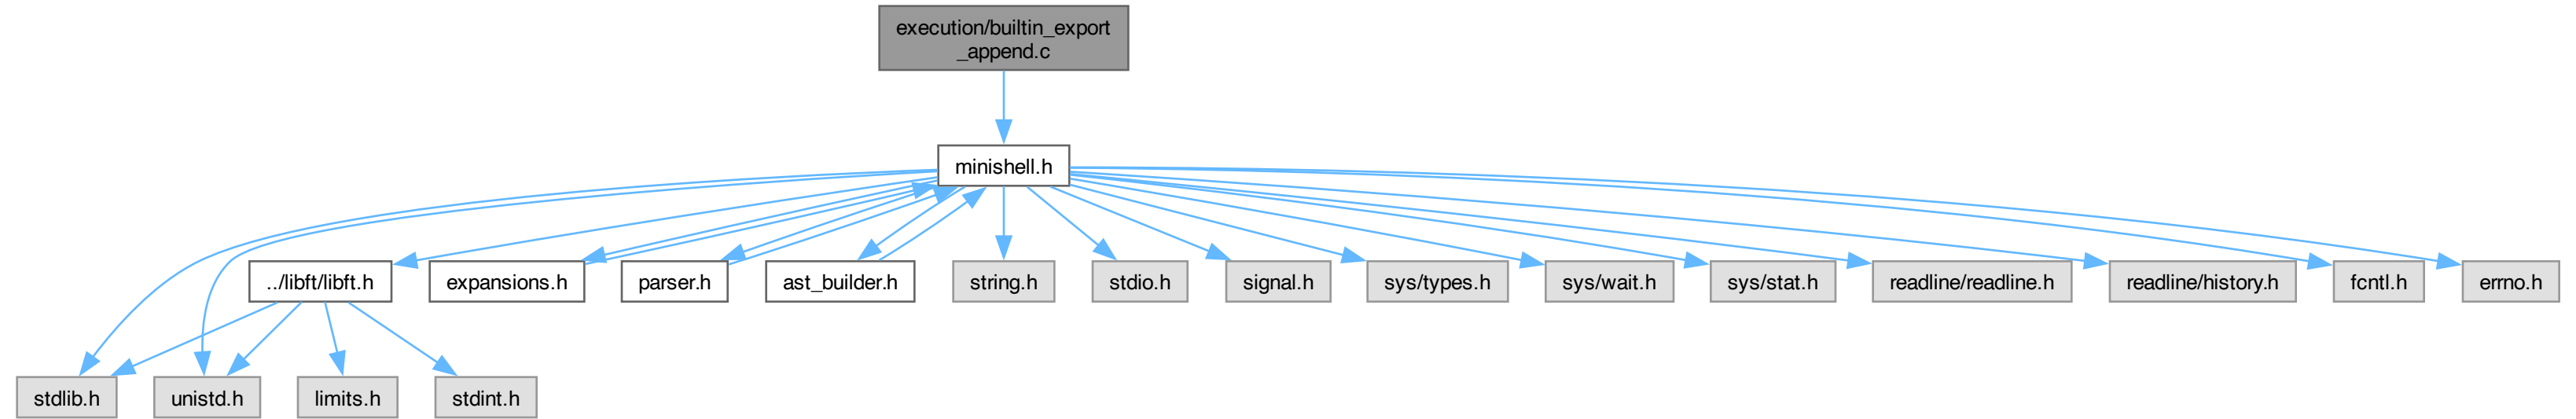 execution/builtin_export
_append.c
minishell.h
../libft/libft.h
expansions.h
parser.h
ast_builder.h
string.h
stdio.h
signal.h
sys/types.h
sys/wait.h
sys/stat.h
readline/readline.h
readline/history.h
fcntl.h
errno.h
stdlib.h
unistd.h
limits.h
stdint.h